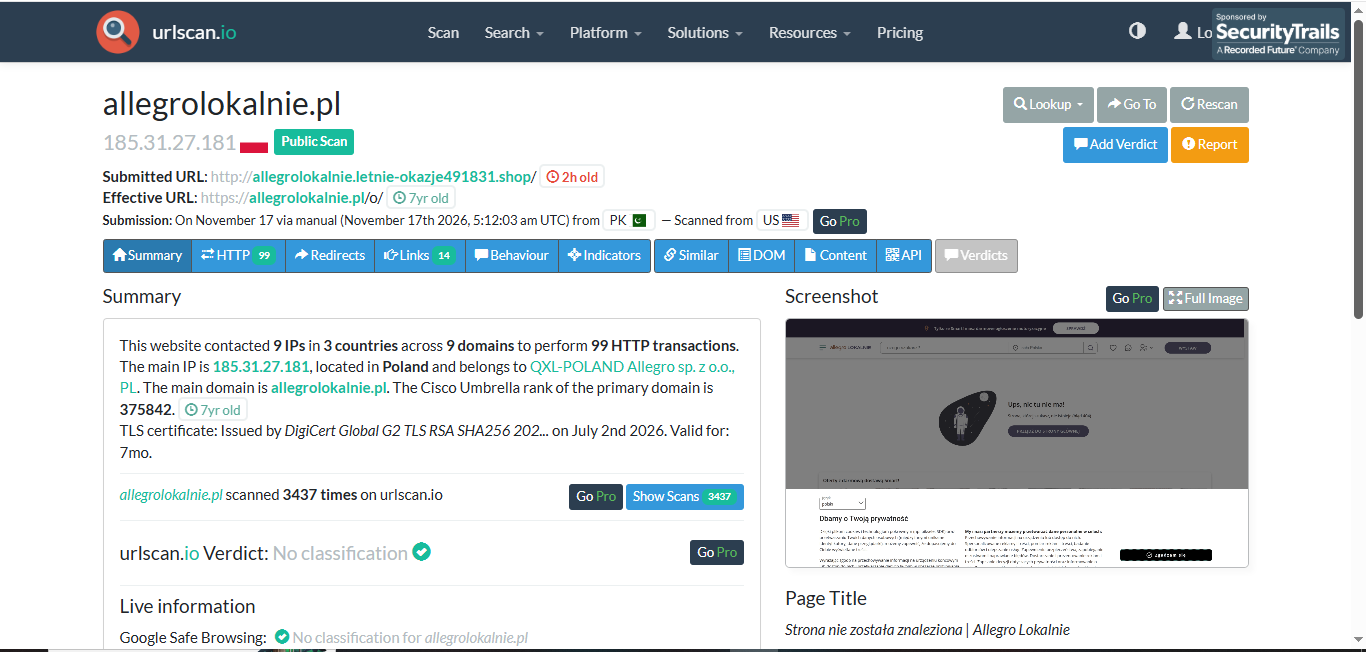 urlscan.io
Scan Search Platform Solutions Resources Pricing Lo
Sponsored by
SecurityTrails
A Recorded Future® Company
allegrolokalnie.pl
Lookup Go To Rescan
185.31.27.181 Public Scan
Add Verdict Report
Submitted URL: http://allegrolokalnie.letnie-okazje491831.shop/ 2h old
Effective URL: https://allegrolokalnie.pl/o/ 7yr old
Submission: On November 17 via manual (November 17th 2026, 5:12:03 am UTC) from PK — Scanned from US Go Pro
Summary HTTP 99 Redirects Links 14 Behaviour Indicators Similar DOM Content API Verdicts
Summary
This website contacted 9 IPs in 3 countries across 9 domains to perform 99 HTTP transactions.
The main IP is 185.31.27.181, located in Poland and belongs to QXL-POLAND Allegro sp. z o.o.,
PL. The main domain is allegrolokalnie.pl. The Cisco Umbrella rank of the primary domain is
375842. 7yr old
TLS certificate: Issued by DigiCert Global G2 TLS RSA SHA256 202... on July 2nd 2026. Valid for:
7mo.
allegrolokalnie.pl scanned 3437 times on urlscan.io Go Pro Show Scans 3437
urlscan.io Verdict: No classification Go Pro
Live information
Google Safe Browsing: No classification for allegrolokalnie.pl
Screenshot Go Pro Full Image
allegro LOKALNIE
Ups, nic tu nie ma!
polski
Dbamy o Twoją prywatność
Page Title
Strona nie została znaleziona | Allegro Lokalnie